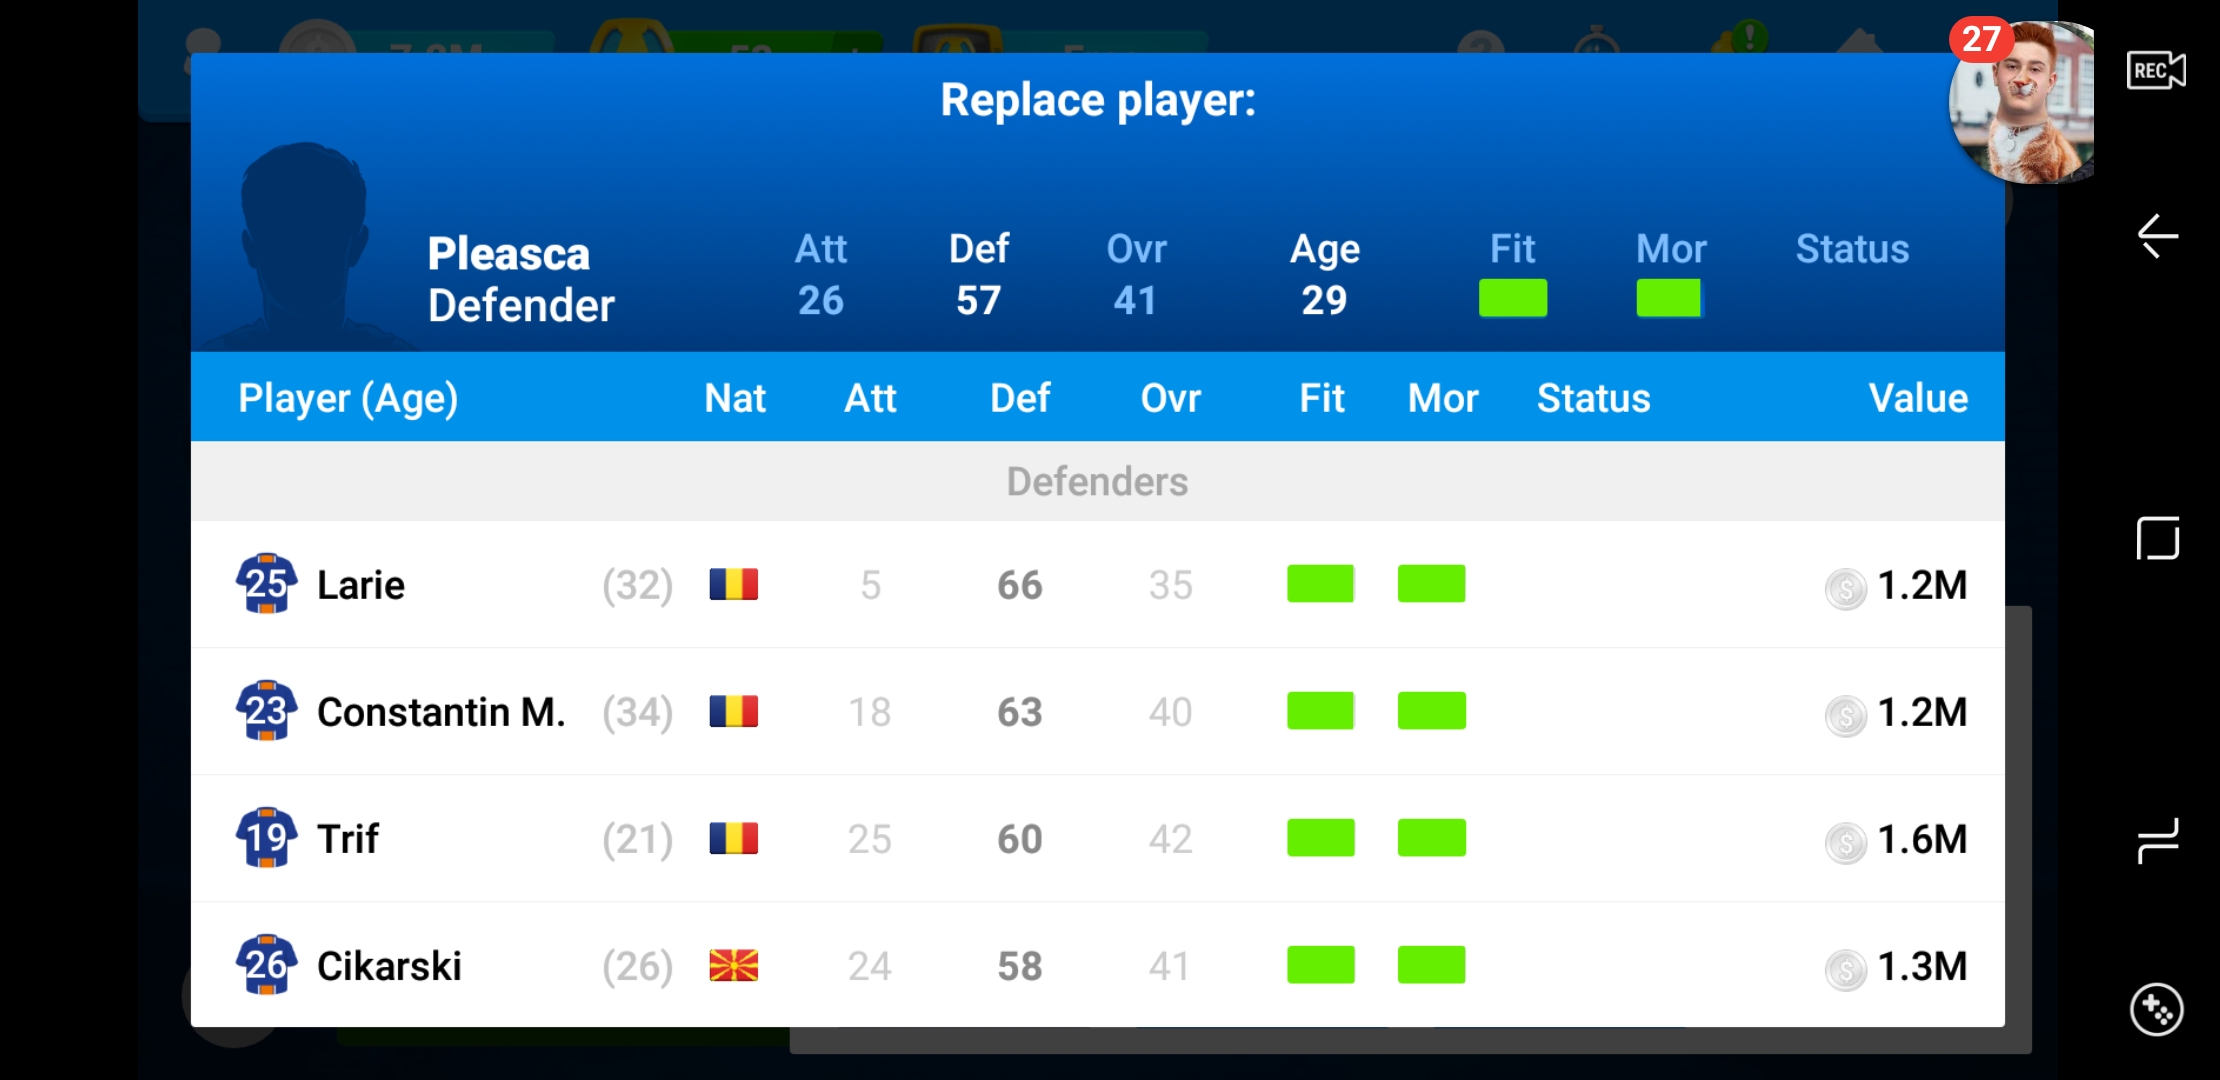 27
REC
Replace player:
Pleasca
Defender
Att Def Ovr Age Fit Mor Status
26 57 41 29
Player (Age) Nat Att Def Ovr Fit Mor Status Value
Defenders
25 Larie (32) 5 66 35 1.2M
23 Constantin M. (34) 18 63 40 1.2M
19 Trif (21) 25 60 42 1.6M
26 Cikarski (26) 24 58 41 1.3M